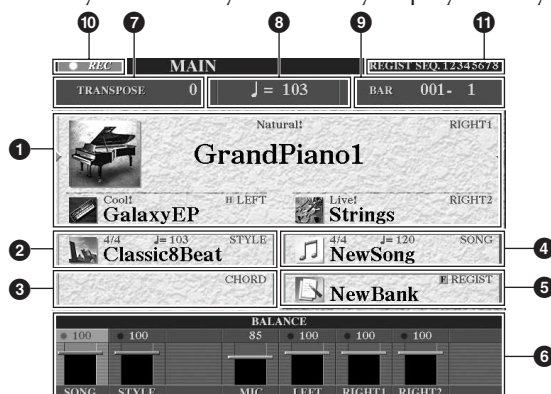 7 8 9
10 11
REC MAIN REGIST SEQ. 12345678
TRANSPOSE 0 ♩= 103 BAR 001- 1
1
Natural! RIGHT1
GrandPiano1
Cool! LEFT Live! RIGHT2
GalaxyEP Strings
2 4/4 ♩= 103 STYLE 4/4 ♩= 120 SONG 4
Classic8Beat NewSong
3 CHORD REGIST 5
NewBank
BALANCE
100 100 85 100 100 100 6
SONG STYLE MIC LEFT RIGHT1 RIGHT2